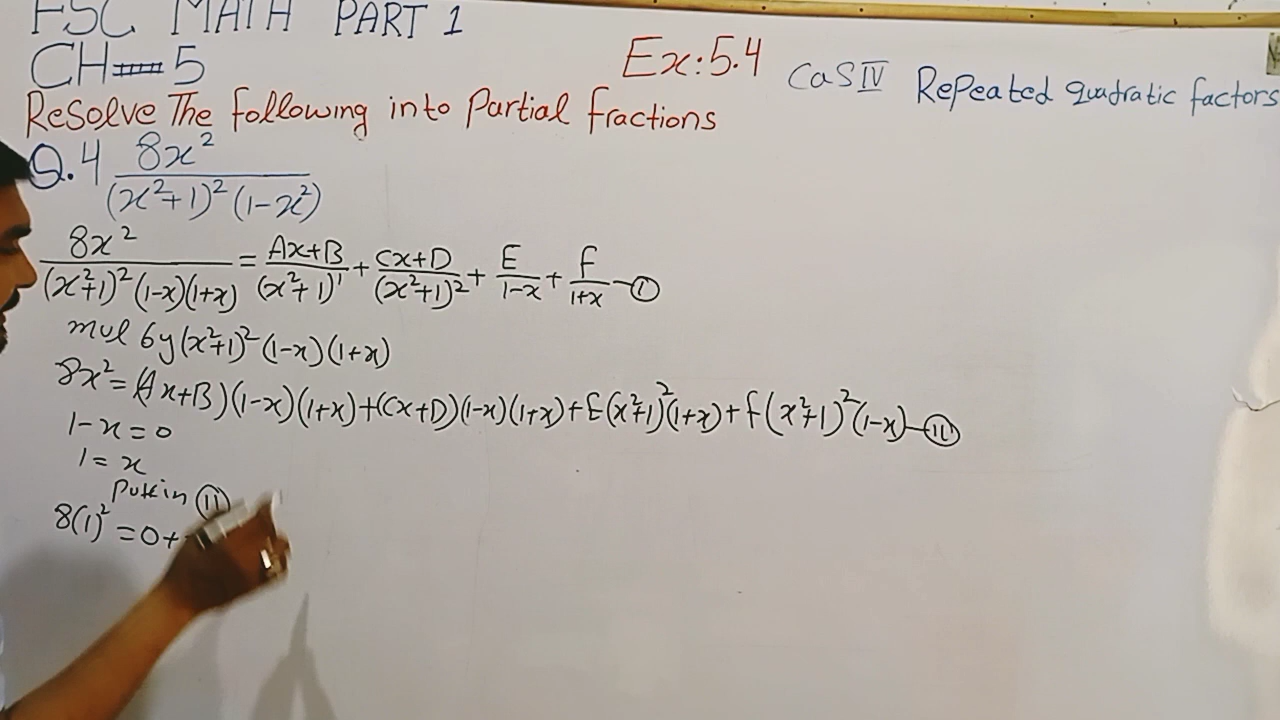 FSC MATH PART 1
CH 5
Ex:5.4
CaS IV Repeated quadratic factors
Resolve The following into Partial fractions
Q.4 8x² / (x²+1)² (1-x²)
8x² / (x²+1)² (1-x)(1+x) = Ax+B / (x²+1)¹ + Cx+D / (x²+1)² + E / 1-x + F / 1+x - I
mul by (x²+1)² (1-x)(1+x)
8x² = (Ax+B)(1-x)(1+x)+(Cx+D)(1-x)(1+x)+E(x²+1)²(1+x)+F(x²+1)²(1-x) - II
1-x=0
1=x
Put in II
8(1)² = 0+